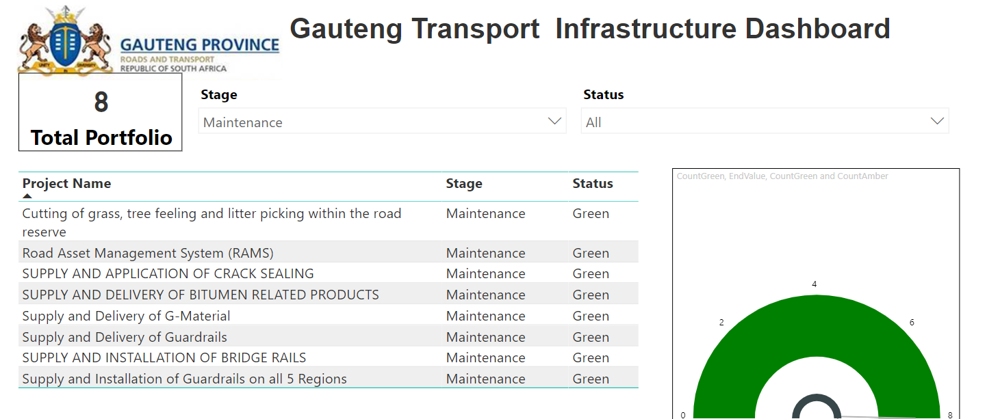 Gauteng Transport Infrastructure Dashboard
GAUTENG PROVINCE
ROADS AND TRANSPORT
REPUBLIC OF SOUTH AFRICA
UNITY IN DIVERSITY
8
Total Portfolio
Stage
Maintenance
Status
All
Project Name Stage Status
Cutting of grass, tree feeling and litter picking within the road
reserve Maintenance Green
Road Asset Management System (RAMS) Maintenance Green
SUPPLY AND APPLICATION OF CRACK SEALING Maintenance Green
SUPPLY AND DELIVERY OF BITUMEN RELATED PRODUCTS Maintenance Green
Supply and Delivery of G-Material Maintenance Green
Supply and Delivery of Guardrails Maintenance Green
SUPPLY AND INSTALLATION OF BRIDGE RAILS Maintenance Green
Supply and Installation of Guardrails on all 5 Regions Maintenance Green
CountGreen, EndValue, CountGreen and CountAmber
0
2
4
6
8